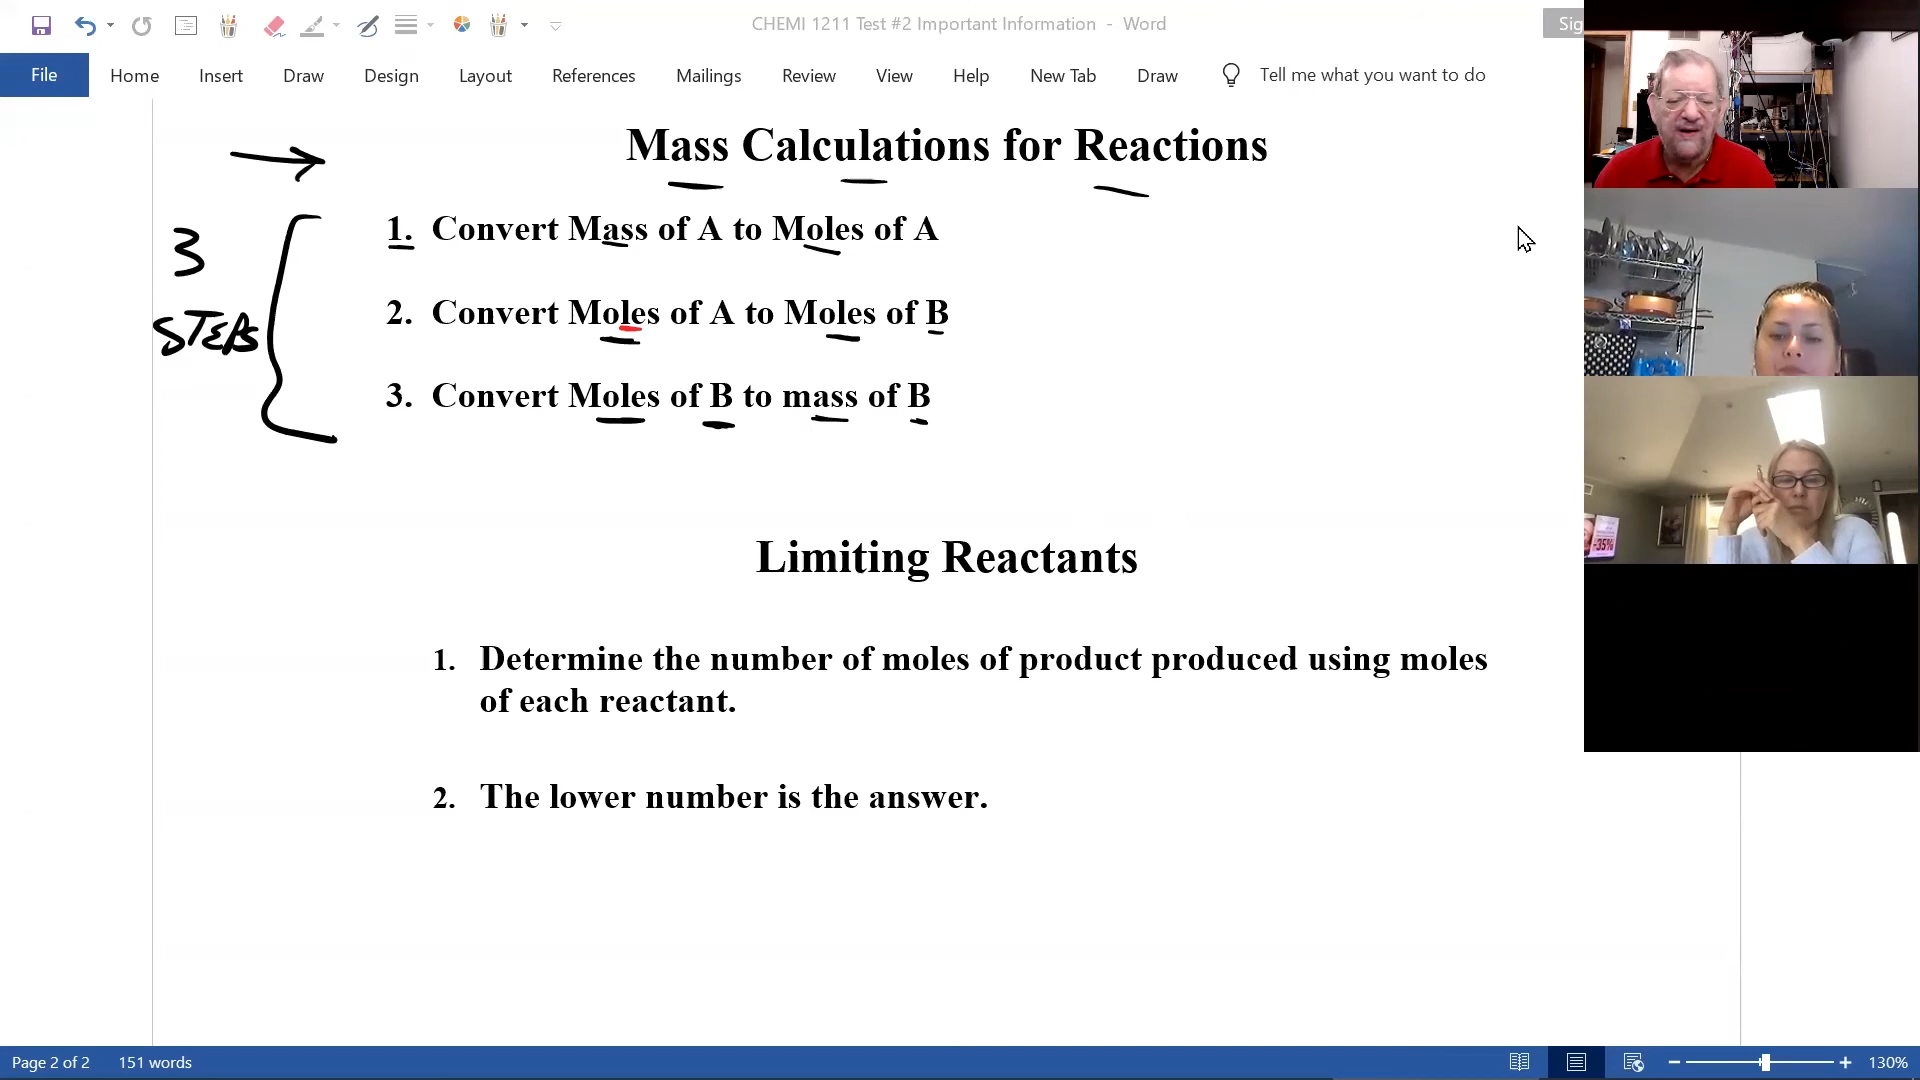 CHEMI 1211 Test #2 Important Information - Word
Sig
File Home Insert Draw Design Layout References Mailings Review View Help New Tab Draw Tell me what you want to do
Mass Calculations for Reactions
3
STEPS
1. Convert Mass of A to Moles of A
2. Convert Moles of A to Moles of B
3. Convert Moles of B to mass of B
Limiting Reactants
1. Determine the number of moles of product produced using moles
of each reactant.
2. The lower number is the answer.
-35%
Page 2 of 2 151 words
130%